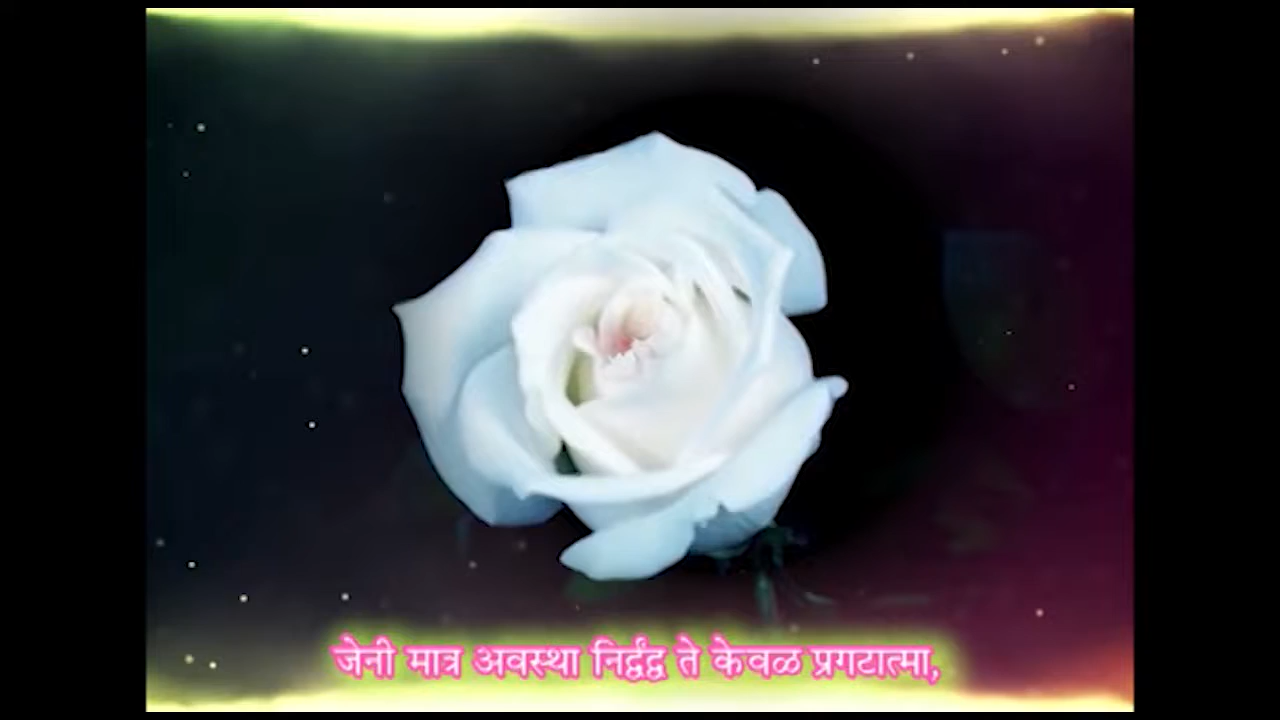 जेनी मात्र अवस्था निर्द्वंद्व ते केवळ प्रगटात्मा,